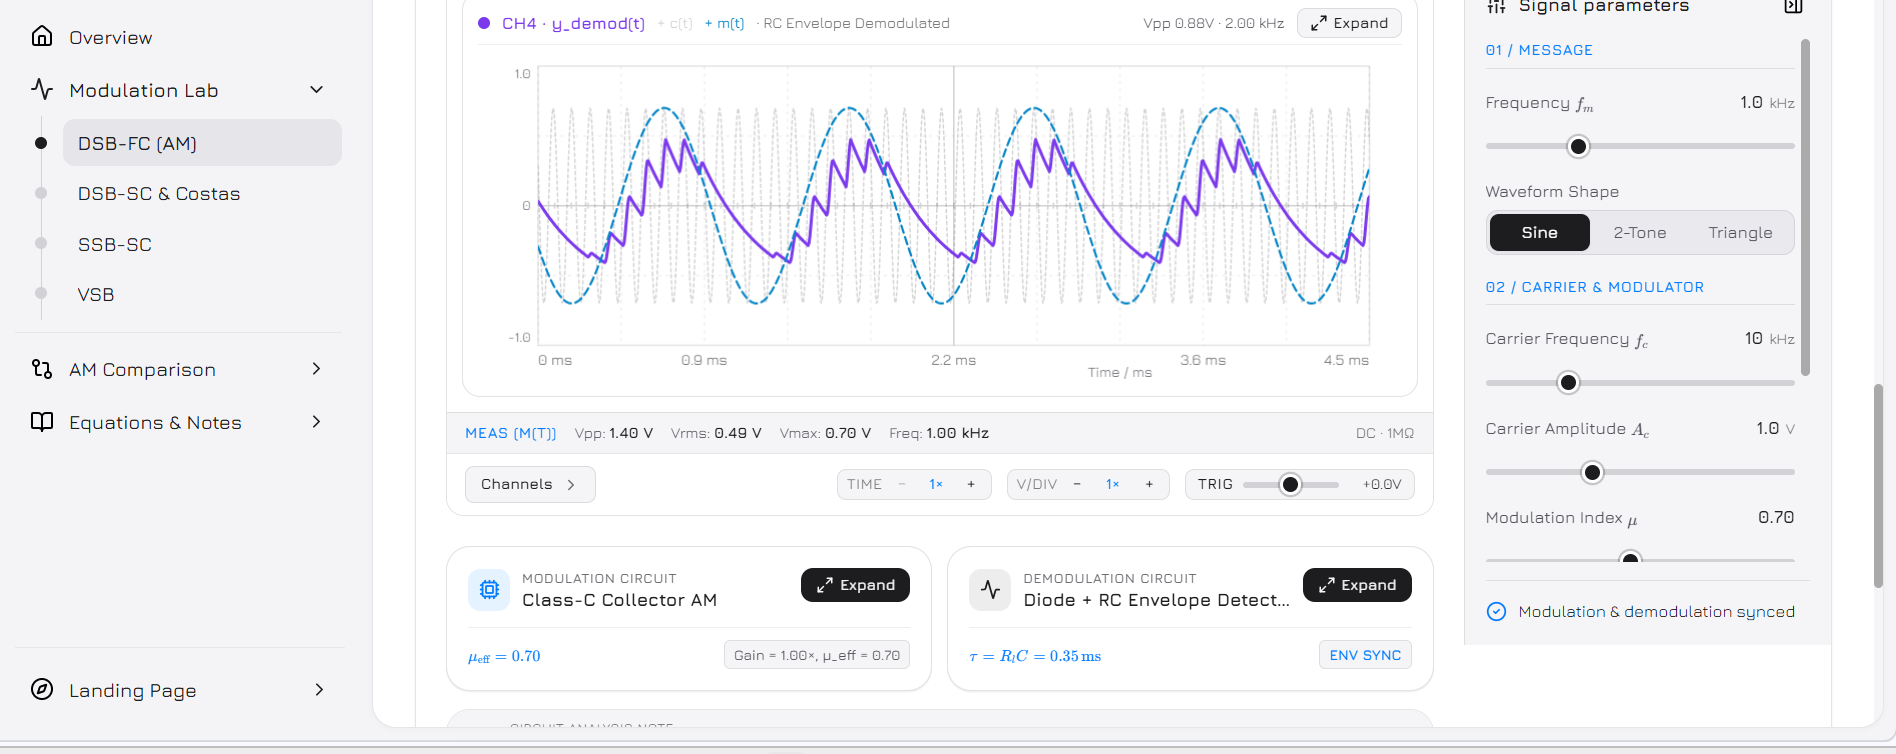 Overview
Modulation Lab
DSB-FC (AM)
DSB-SC & Costas
SSB-SC
VSB
AM Comparison
Equations & Notes
Landing Page
CH4 · y_demod(t) + c(t) + m(t) · RC Envelope Demodulated Vpp 0.88V · 2.00 kHz Expand
1.0
0
-1.0
0 ms 0.9 ms 2.2 ms 3.6 ms 4.5 ms
Time / ms
MEAS (M(T)) Vpp: 1.40 V Vrms: 0.49 V Vmax: 0.70 V Freq: 1.00 kHz DC · 1MΩ
Channels TIME − 1× + V/DIV − 1× + TRIG +0.0V
MODULATION CIRCUIT
Class-C Collector AM
Expand
μeff = 0.70 Gain = 1.00×, μ_eff = 0.70
DEMODULATION CIRCUIT
Diode + RC Envelope Detect...
Expand
τ = RlC = 0.35 ms ENV SYNC
CIRCUIT ANALYSIS NOTE
Signal parameters
01 / MESSAGE
Frequency fm 1.0 kHz
Waveform Shape
Sine 2-Tone Triangle
02 / CARRIER & MODULATOR
Carrier Frequency fc 10 kHz
Carrier Amplitude Ac 1.0 V
Modulation Index μ 0.70
Modulation & demodulation synced